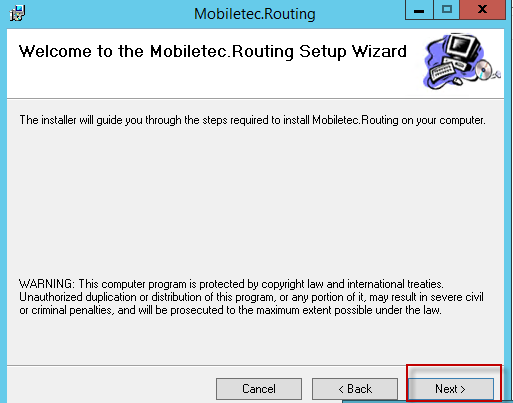 Mobiletec.Routing
Welcome to the Mobiletec.Routing Setup Wizard
The installer will guide you through the steps required to install Mobiletec.Routing on your computer.
WARNING: This computer program is protected by copyright law and international treaties.
Unauthorized duplication or distribution of this program, or any portion of it, may result in severe civil
or criminal penalties, and will be prosecuted to the maximum extent possible under the law.
Cancel
< Back
Next >